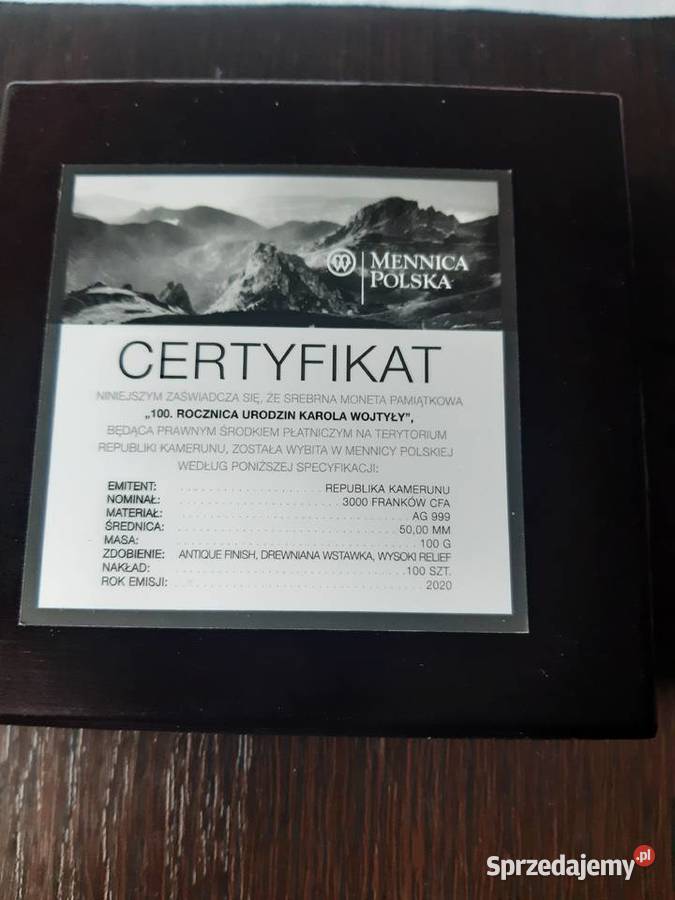 MENNICA
POLSKA
CERTYFIKAT
NINIEJSZYM ZAŚWIADCZA SIĘ, ŻE SREBRNA MONETA PAMIĄTKOWA
„100. ROCZNICA URODZIN KAROLA WOJTYŁY”,
BĘDĄCA PRAWNYM ŚRODKIEM PŁATNICZYM NA TERYTORIUM
REPUBLIKI KAMERUNU, ZOSTAŁA WYBITA W MENNICY POLSKIEJ
WEDŁUG PONIŻSZEJ SPECYFIKACJI:
EMITENT: REPUBLIKA KAMERUNU
NOMINAŁ: 3000 FRANKÓW CFA
MATERIAŁ: AG 999
ŚREDNICA: 50,00 MM
MASA: 100 G
ZDOBIENIE: ANTIQUE FINISH, DREWNIANA WSTAWKA, WYSOKI RELIEF
NAKŁAD: 100 SZT.
ROK EMISJI: 2020
Sprzedajemy.pl